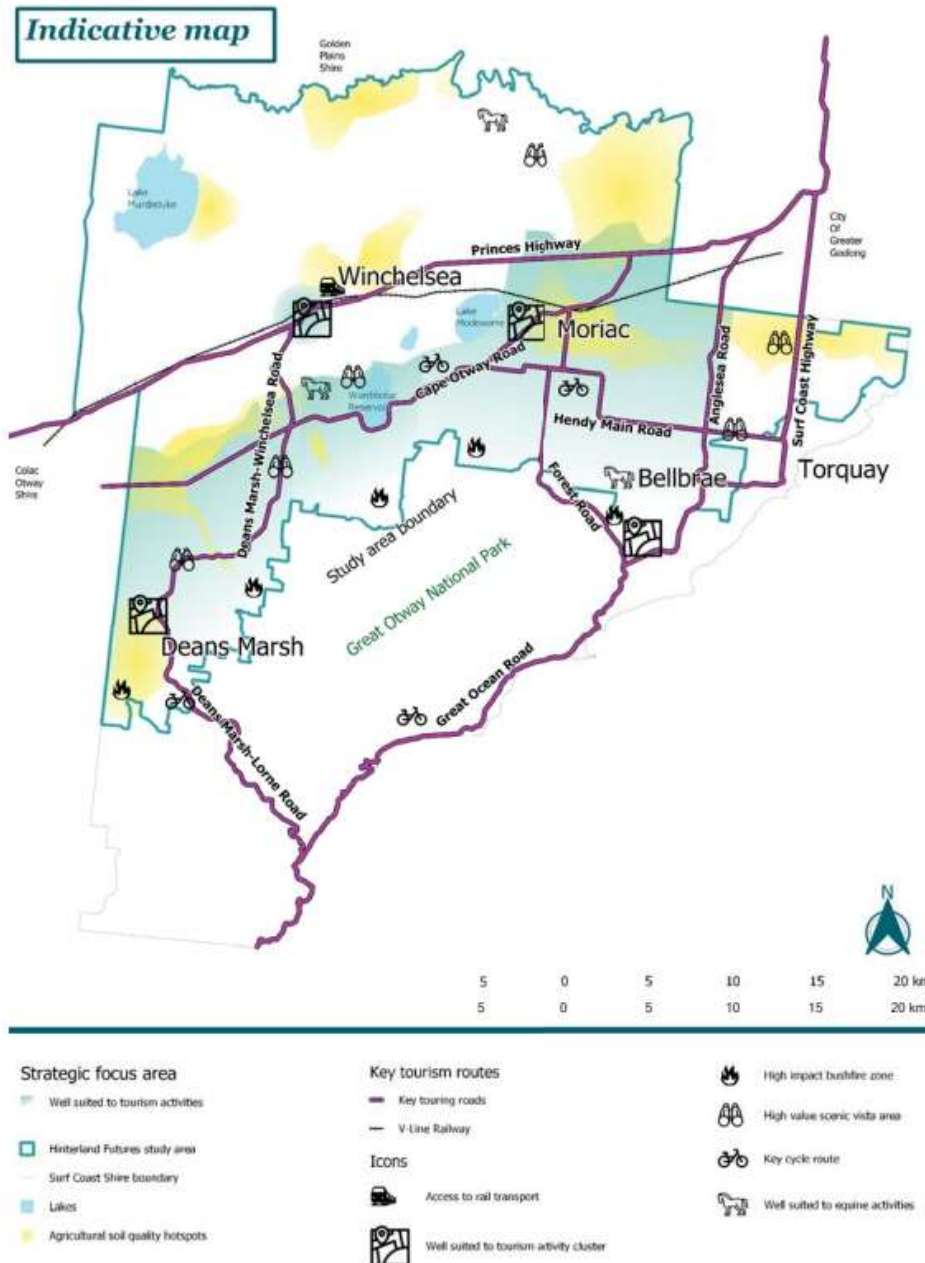 Indicative map
Golden
Plains
Shire
Lake
Murdeduke
City
Of
Greater
Geelong
Princes Highway
Winchelsea
Lake
Modewarre
Moriac
Cape Otway Road
Wurdiboluc
Reservoir
Deans Marsh-Winchelsea Road
Anglesea Road
Surf Coast Highway
Hendy Main Road
Colac
Otway
Shire
Forest Road
Bellbrae
Torquay
Study area boundary
Great Otway National Park
Deans Marsh
Deans Marsh-Lorne Road
Great Ocean Road
N
5 0 5 10 15 20 km
5 0 5 10 15 20 km
Strategic focus area
Well suited to tourism activities
Hinterland Futures study area
Surf Coast Shire boundary
Lakes
Agricultural soil quality hotspots
Key tourism routes
Key touring roads
V-Line Railway
Icons
Access to rail transport
Well suited to tourism activity cluster
High impact bushfire zone
High value scenic vista area
Key cycle route
Well suited to equine activities